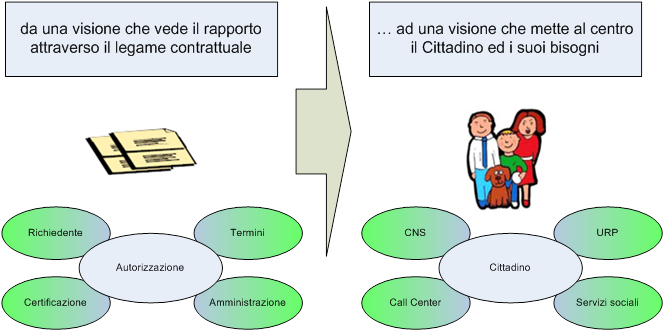 da una visione che vede il rapporto
attraverso il legame contrattuale
… ad una visione che mette al centro
il Cittadino ed i suoi bisogni
Richiedente
Termini
Autorizzazione
Certificazione
Amministrazione
CNS
URP
Cittadino
Call Center
Servizi sociali